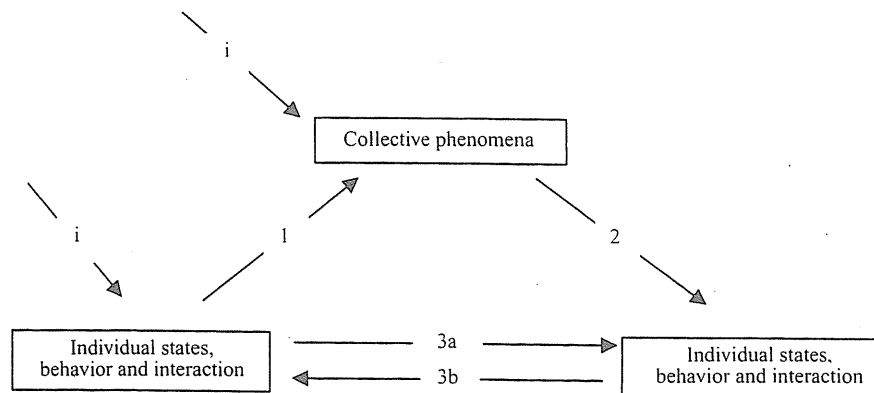 i
Collective phenomena
i
1
2
Individual states,
behavior and interaction
3a
3b
Individual states,
behavior and interaction